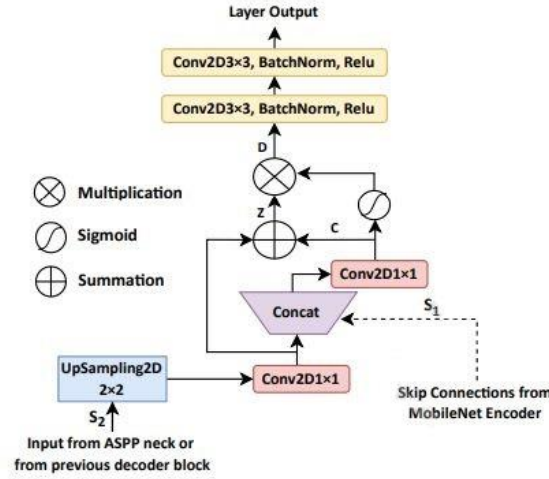 Layer Output
Conv2D3×3, BatchNorm, Relu
Conv2D3×3, BatchNorm, Relu
D
Multiplication
Z
Sigmoid
C
Summation
Conv2D1×1
Concat
S1
UpSampling2D
2×2
Conv2D1×1
S2
Skip Connections from
MobileNet Encoder
Input from ASPP neck or
from previous decoder block